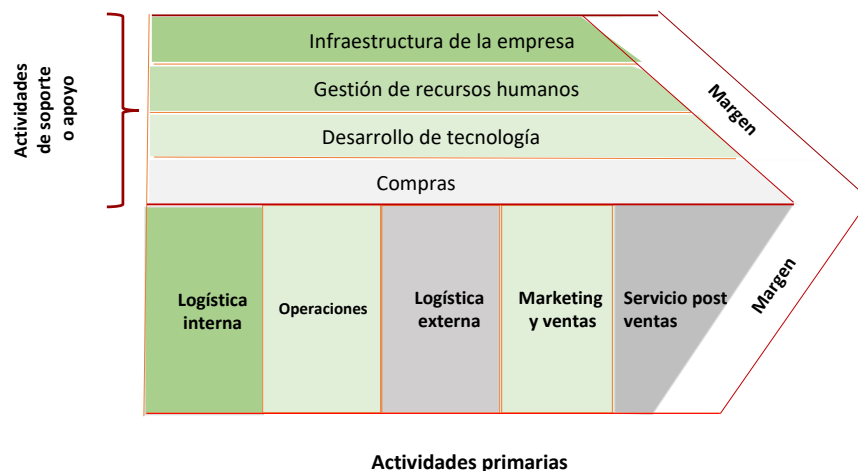 Actividades
de soporte
o apoyo
Infraestructura de la empresa
Gestión de recursos humanos
Desarrollo de tecnología
Compras
Margen
Logística
interna
Operaciones
Logística
externa
Marketing
y ventas
Servicio post
ventas
Margen
Actividades primarias